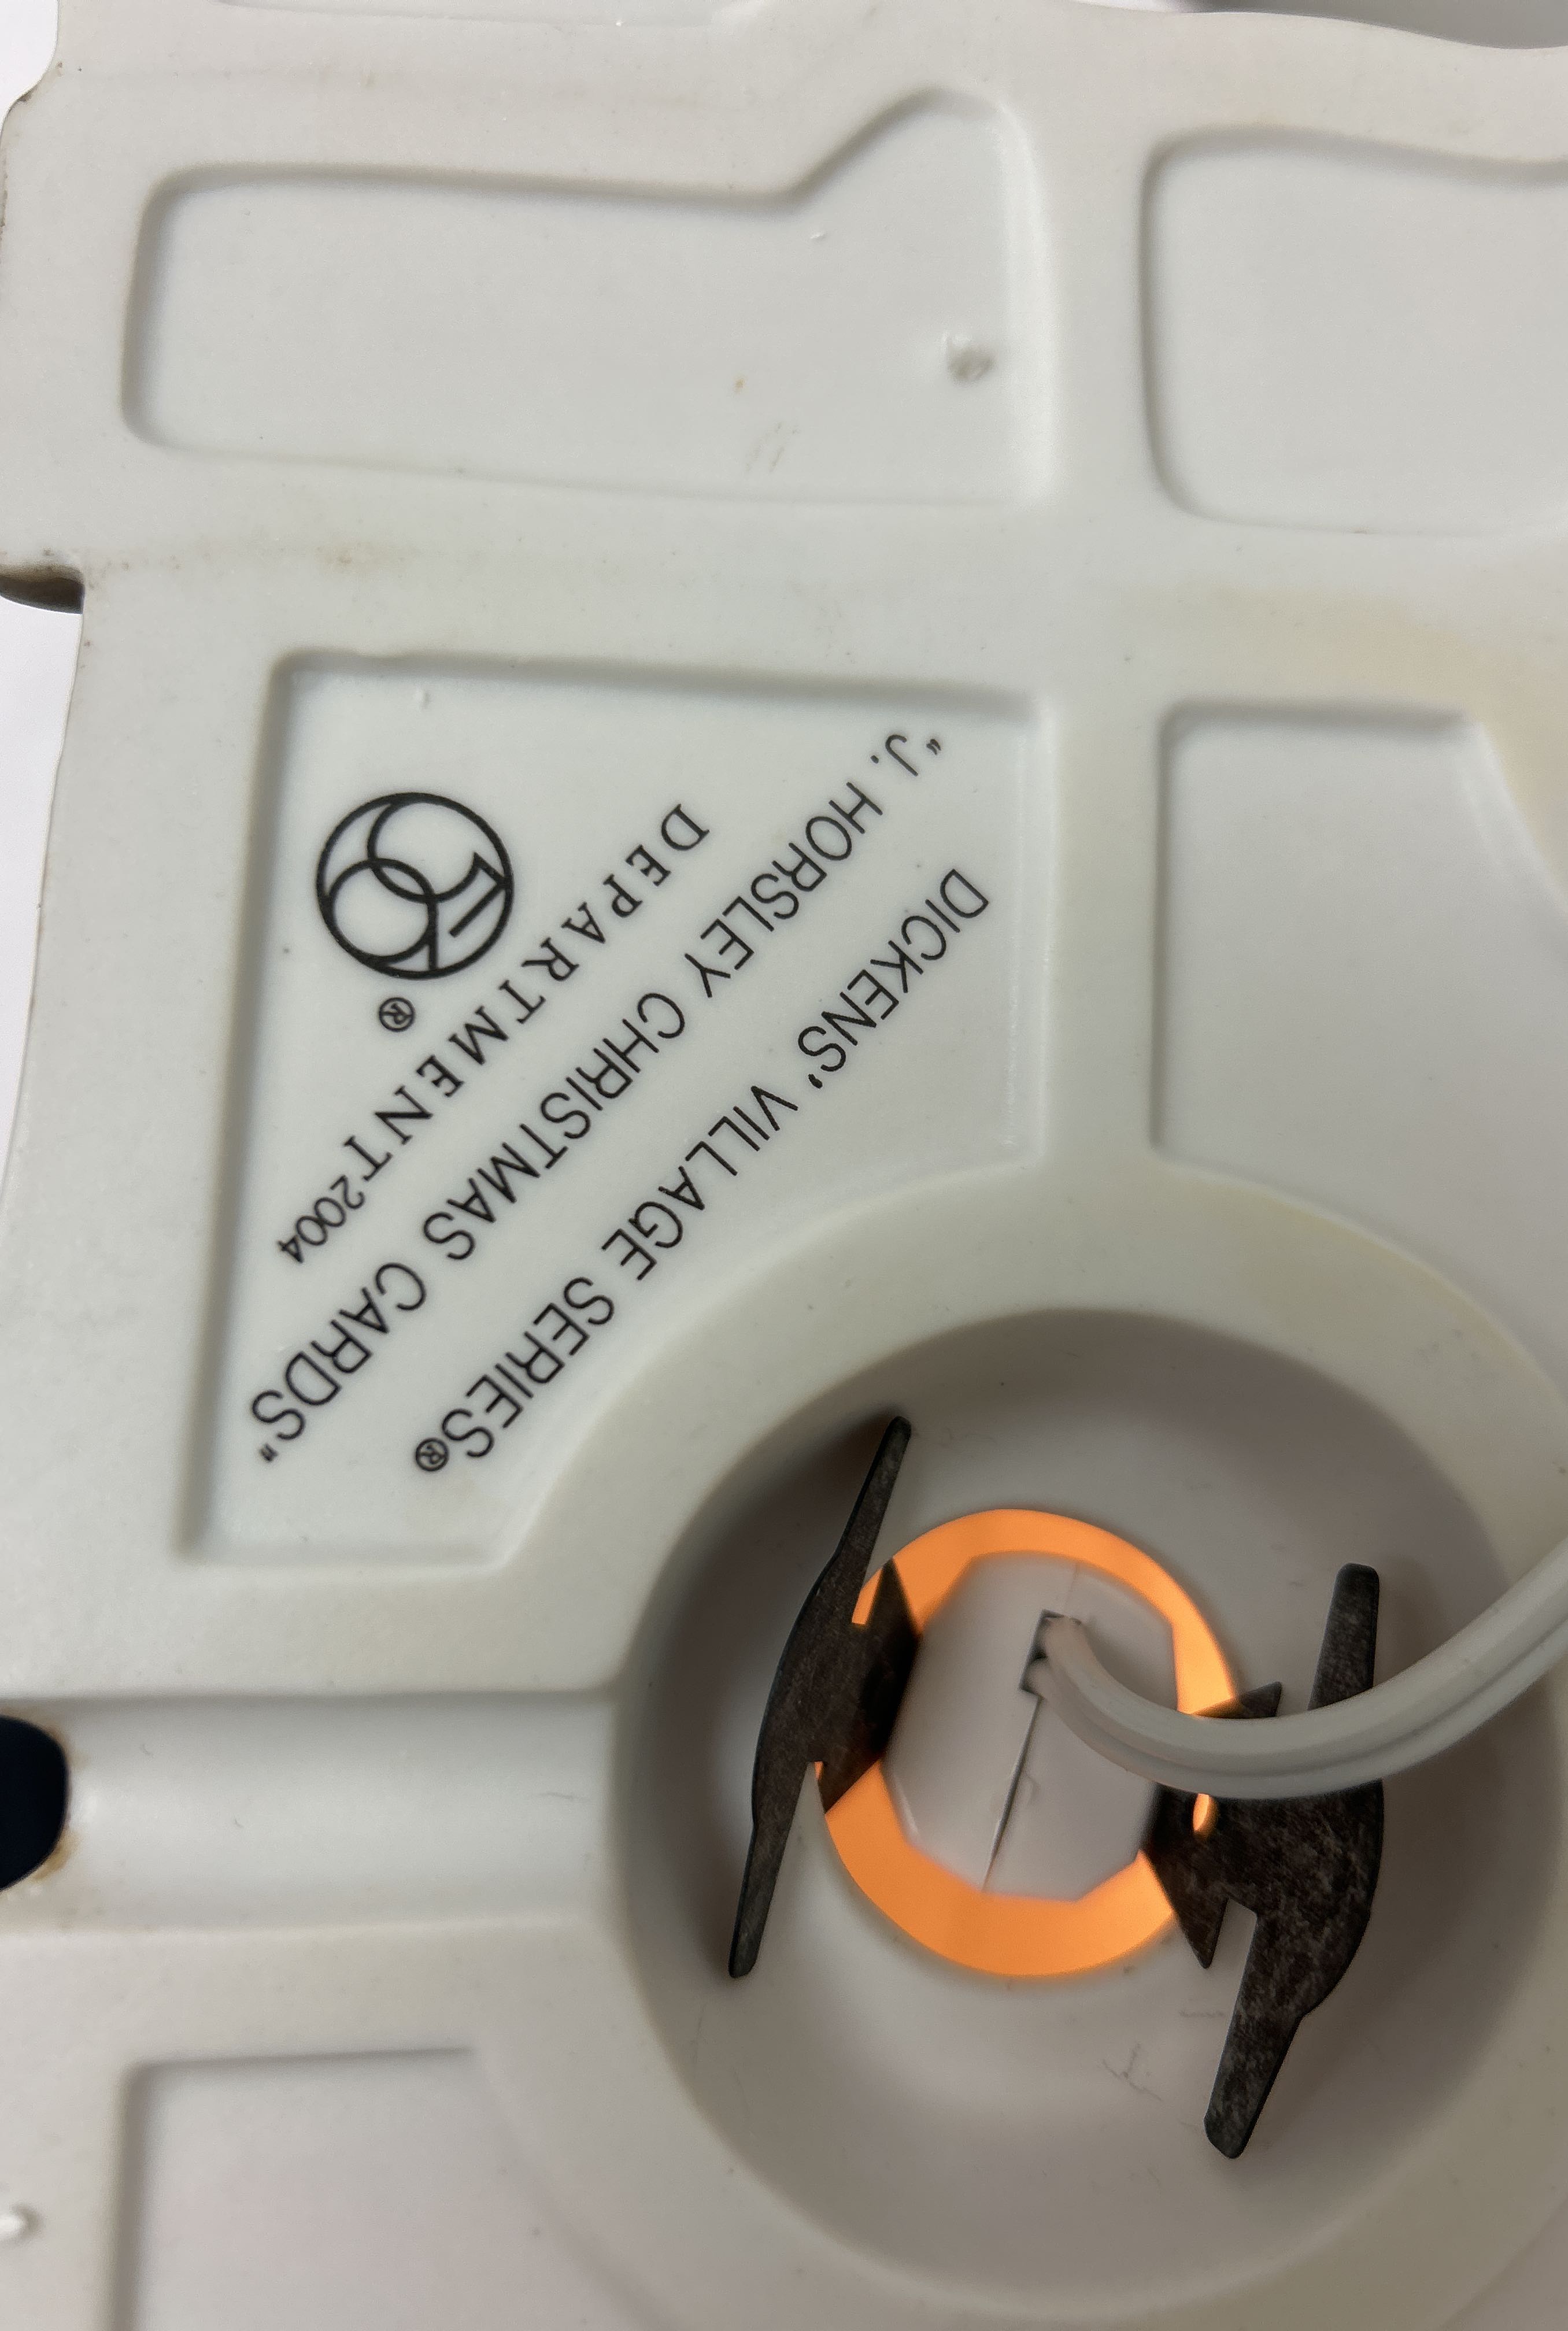 DICKENS' VILLAGE SERIES®
"J. HORSLEY CHRISTMAS CARDS"
DEPARTMENT 2004
56®